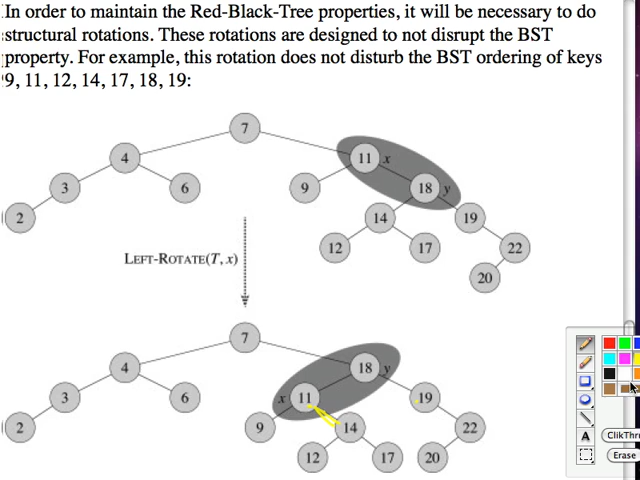 In order to maintain the Red-Black-Tree properties, it will be necessary to do
structural rotations. These rotations are designed to not disrupt the BST
property. For example, this rotation does not disturb the BST ordering of keys
9, 11, 12, 14, 17, 18, 19:
7
4 11 x
3 6 9 18 y
2 14 19
12 17 22
LEFT-ROTATE(T, x)
20
7
4 18 y
3 6 x 11 19
2 9 14 22
12 17 20
A
ClikThr
Erase